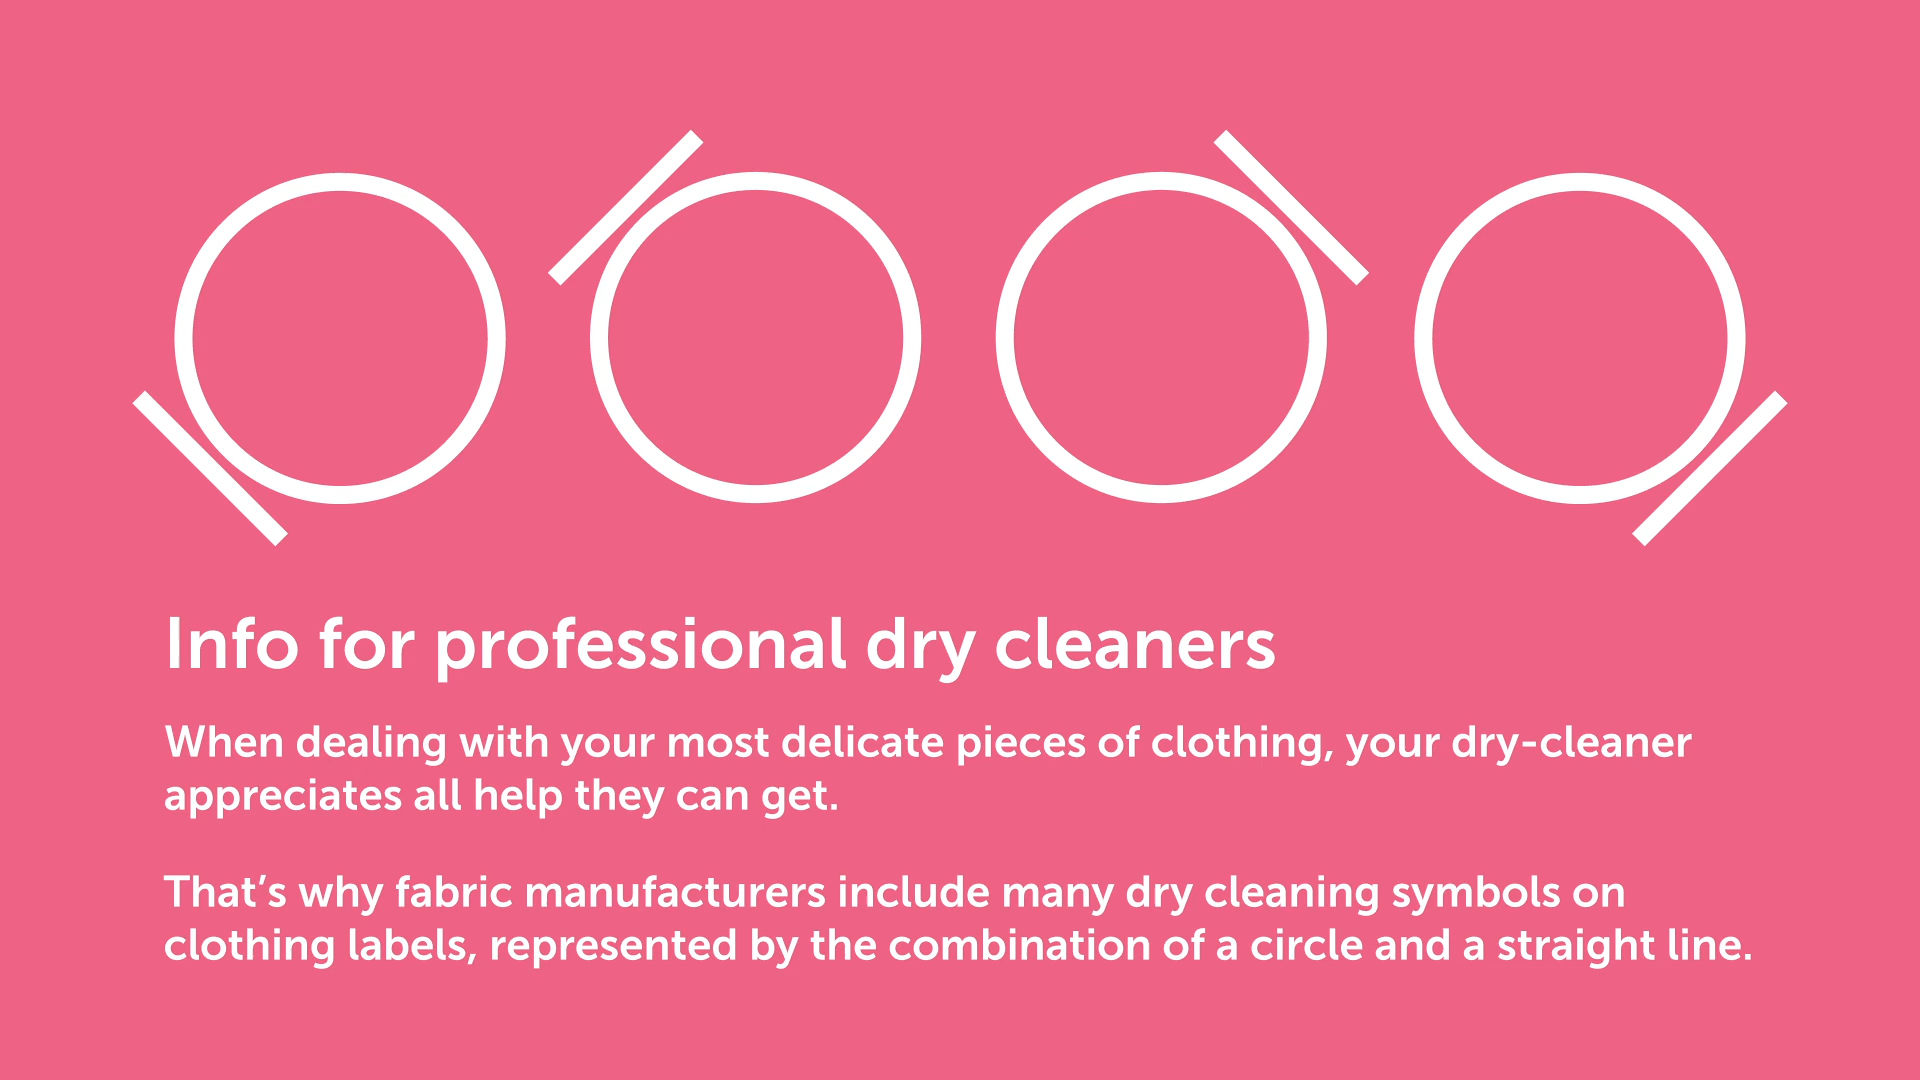 Info for professional dry cleaners
When dealing with your most delicate pieces of clothing, your dry-cleaner
appreciates all help they can get.
That’s why fabric manufacturers include many dry cleaning symbols on
clothing labels, represented by the combination of a circle and a straight line.